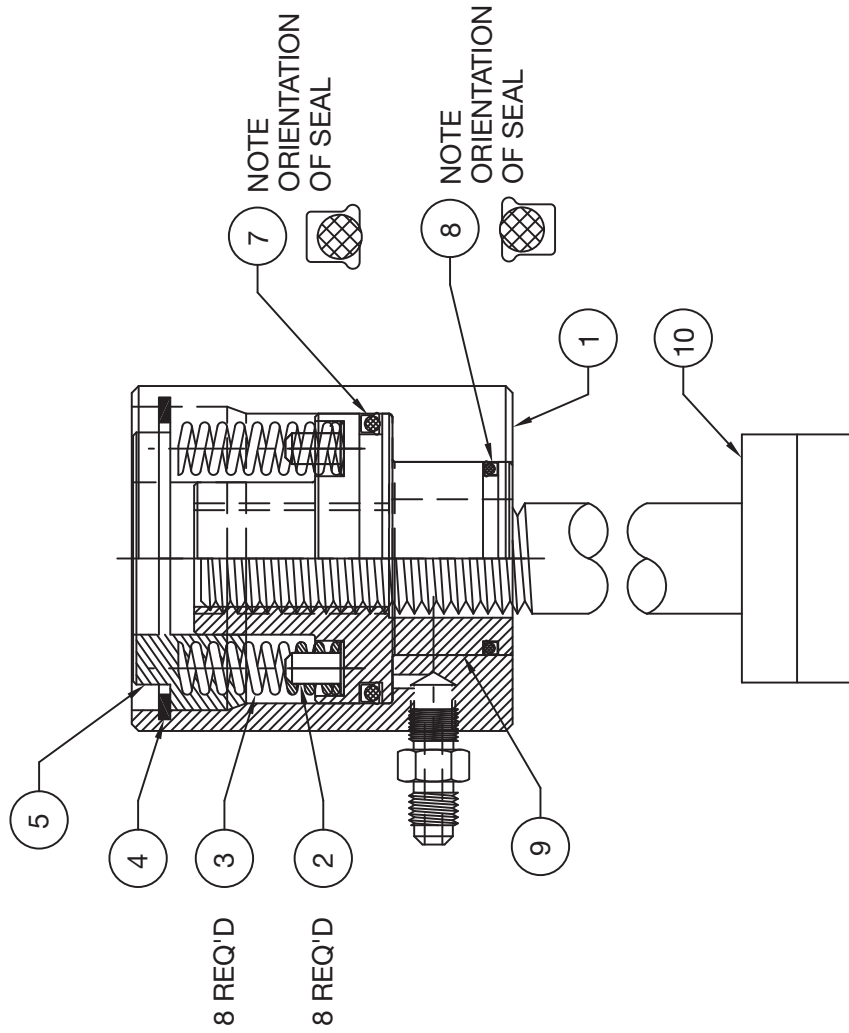 5
4
8 REQ'D
3
8 REQ'D
2
9
7
NOTE
ORIENTATION
OF SEAL
8
NOTE
ORIENTATION
OF SEAL
1
10